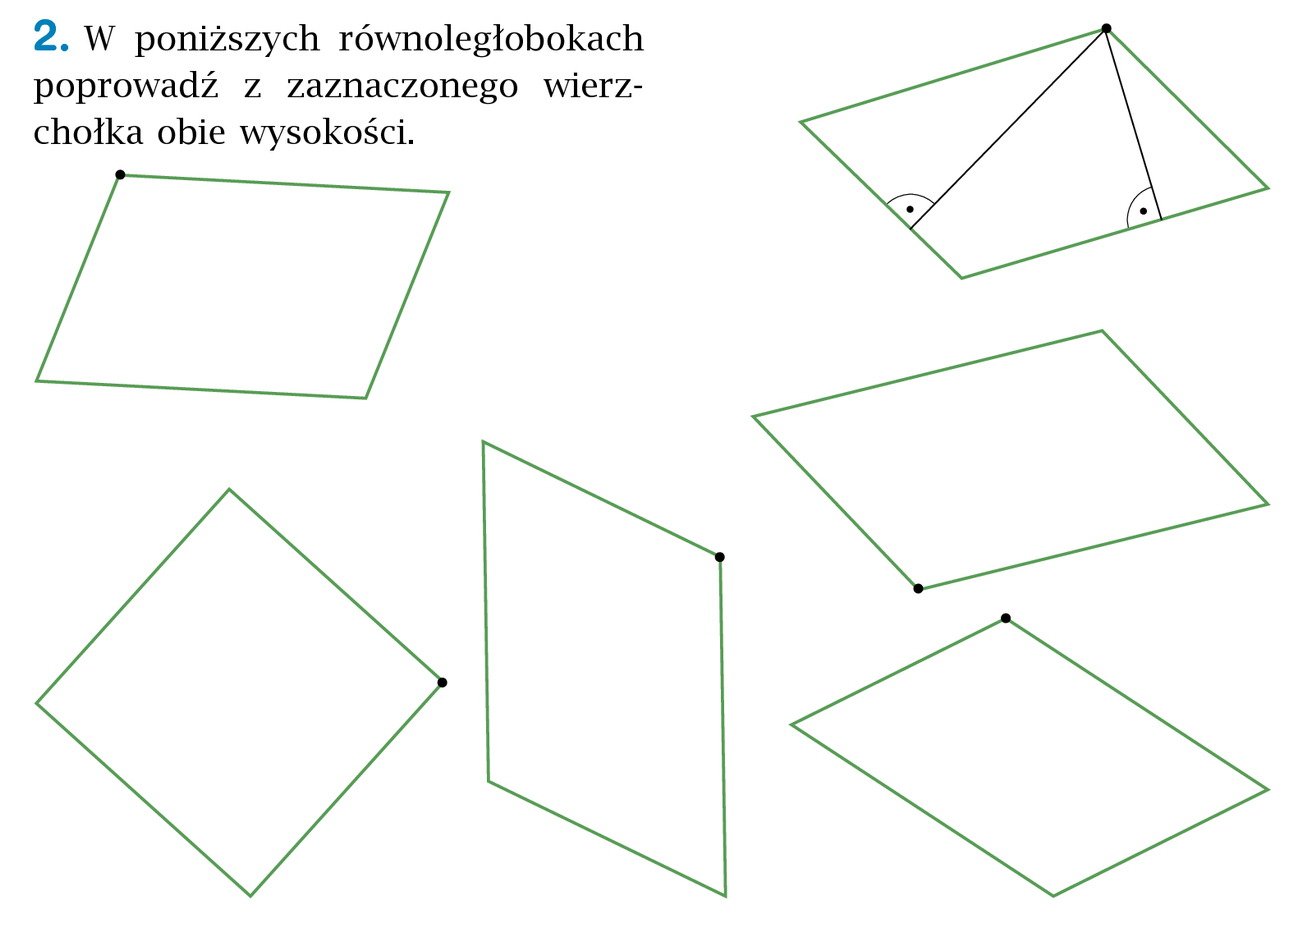 2. W poniższych równoległobokach
poprowadź z zaznaczonego wierz-
chołka obie wysokości.